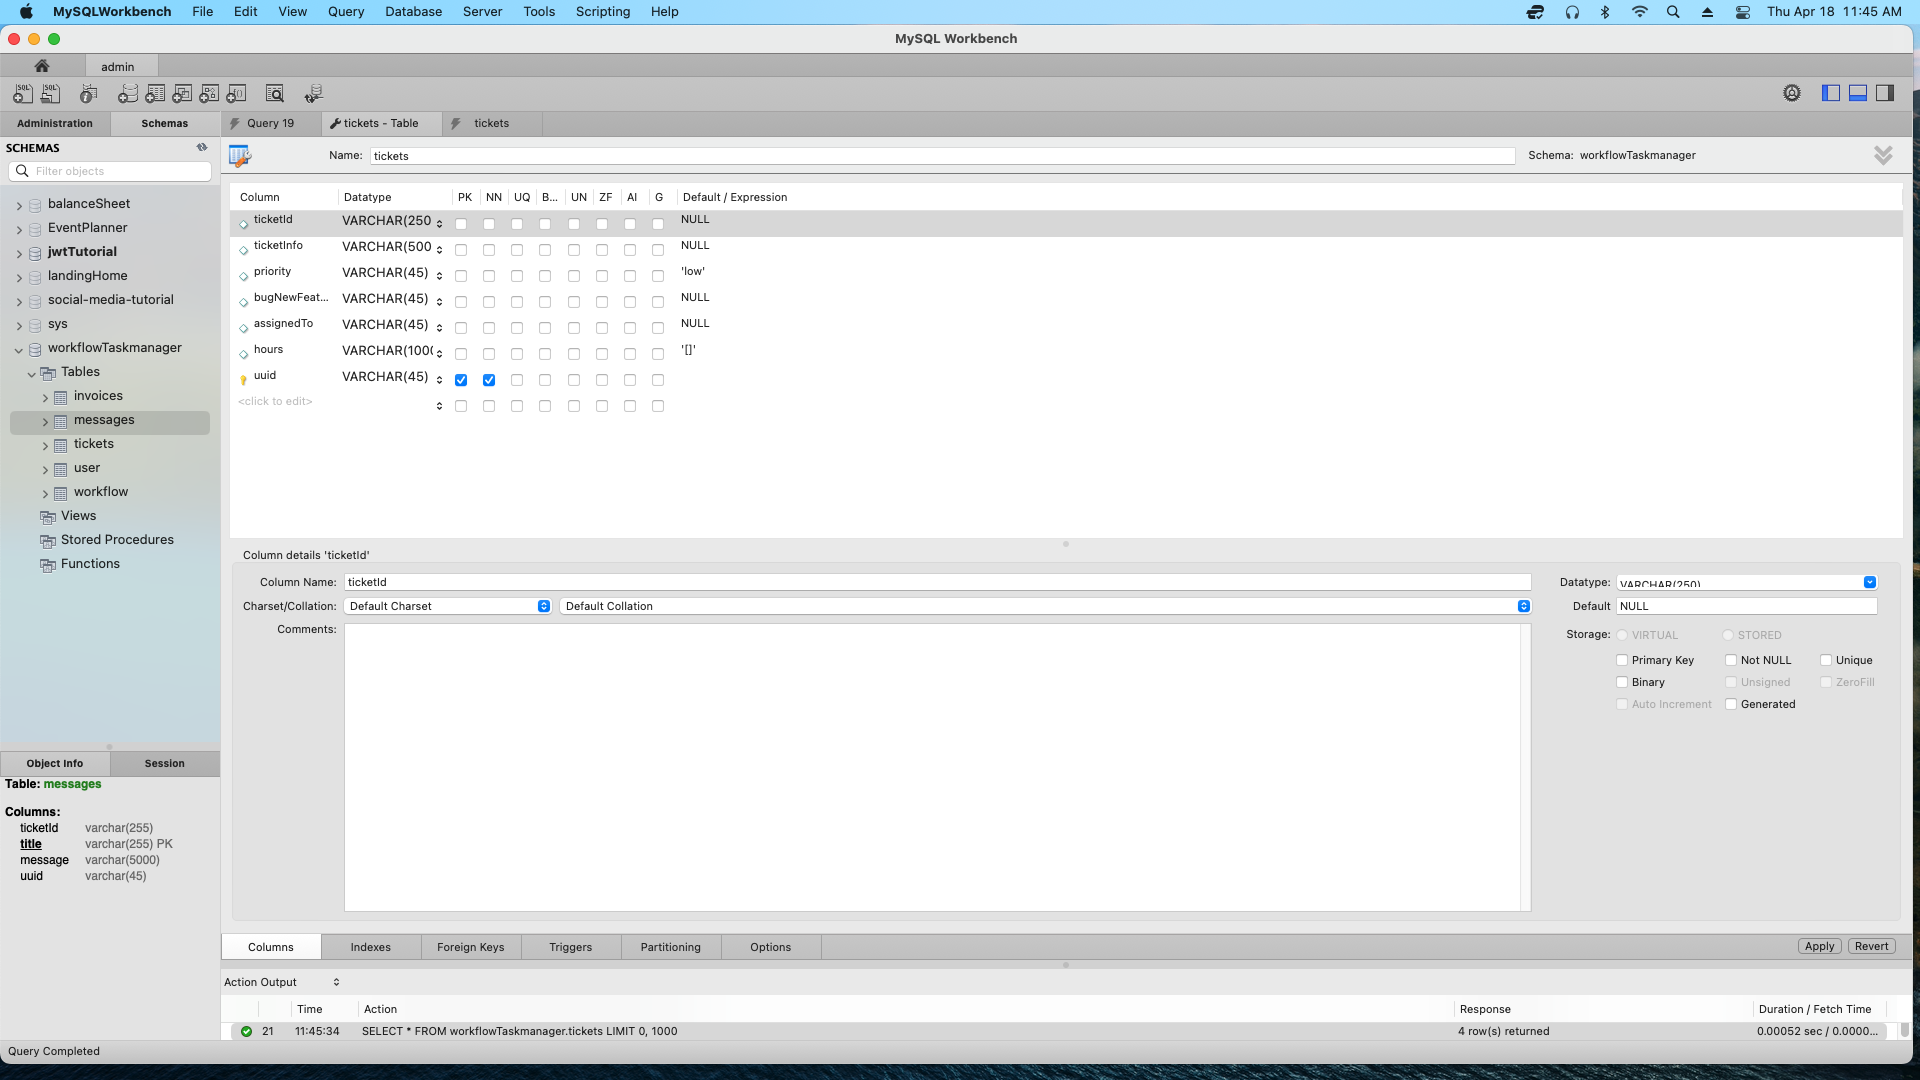 MySQLWorkbench File Edit View Query Database Server Tools Scripting Help Thu Apr 18 11:45 AM
MySQL Workbench
admin
Administration Schemas Query 19 tickets - Table tickets
SCHEMAS
Filter objects
balanceSheet
EventPlanner
jwtTutorial
landingHome
social-media-tutorial
sys
workflowTaskmanager
Tables
invoices
messages
tickets
user
workflow
Views
Stored Procedures
Functions
Object Info Session
Table: messages
Columns:
ticketId varchar(255)
title varchar(255) PK
message varchar(5000)
uuid varchar(45)
Name: tickets Schema: workflowTaskmanager
Column Datatype PK NN UQ B... UN ZF AI G Default / Expression
ticketId VARCHAR(250 NULL
ticketInfo VARCHAR(500 NULL
priority VARCHAR(45) 'low'
bugNewFeat... VARCHAR(45) NULL
assignedTo VARCHAR(45) NULL
hours VARCHAR(100 '[]'
uuid VARCHAR(45)
<click to edit>
Column details 'ticketId'
Column Name: ticketId Datatype: VARCHAR(250)
Charset/Collation: Default Charset Default Collation Default NULL
Comments: Storage: VIRTUAL STORED
Primary Key Not NULL Unique
Binary Unsigned ZeroFill
Auto Increment Generated
Columns Indexes Foreign Keys Triggers Partitioning Options Apply Revert
Action Output
Time Action Response Duration / Fetch Time
21 11:45:34 SELECT * FROM workflowTaskmanager.tickets LIMIT 0, 1000 4 row(s) returned 0.00052 sec / 0.0000...
Query Completed